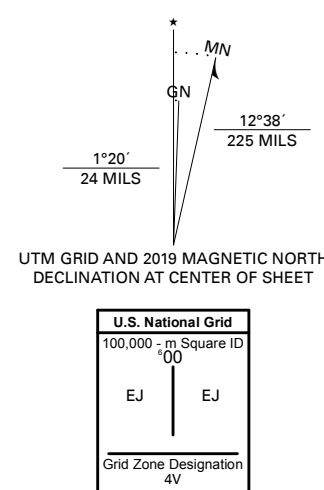 ★
MN
GN
12°38´
225 MILS
1°20´
24 MILS
UTM GRID AND 2019 MAGNETIC NORTH
DECLINATION AT CENTER OF SHEET
U.S. National Grid
100,000 - m Square ID
⁶00
EJ EJ
Grid Zone Designation
4V